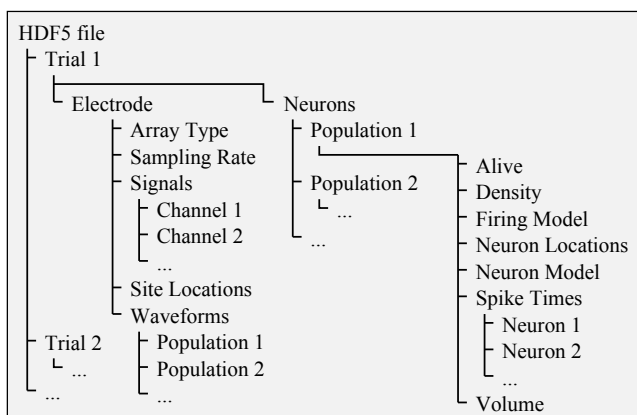 HDF5 file
Trial 1
Electrode
Neurons
Array Type
Population 1
Sampling Rate
Alive
Signals
Population 2
Density
Channel 1
...
Firing Model
Channel 2
...
Neuron Locations
...
Neuron Model
Site Locations
Spike Times
Waveforms
Neuron 1
Trial 2
Population 1
Neuron 2
...
Population 2
...
...
...
Volume